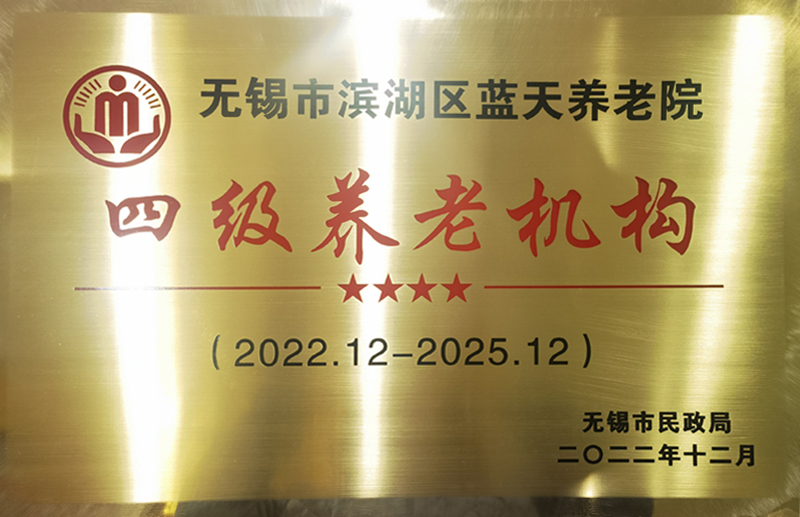 无锡市滨湖区蓝天养老院
四级养老机构
★★★★
(2022.12-2025.12)
无锡市民政局
二〇二二年十二月